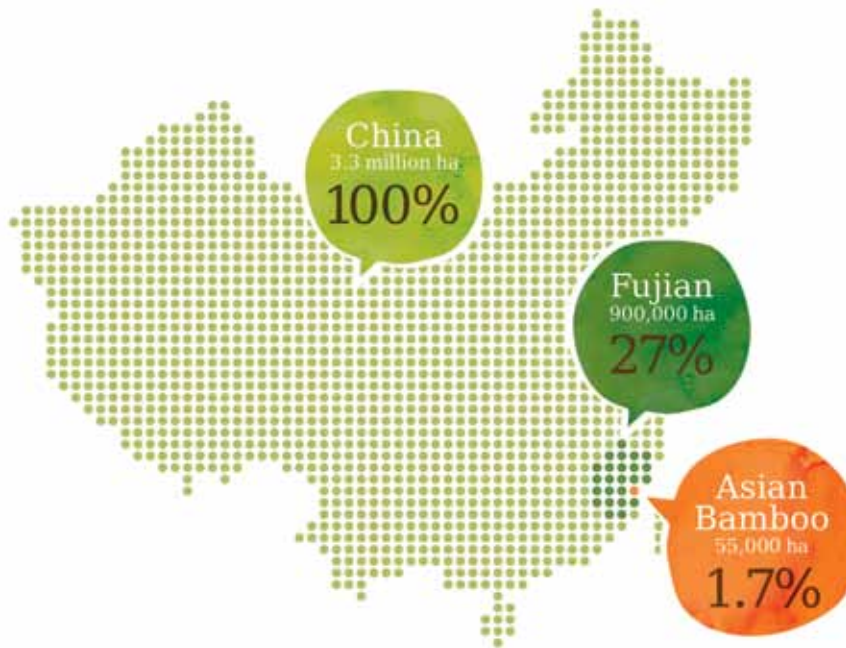 China
3.3 million ha
100%
Fujian
900,000 ha
27%
Asian
Bamboo
55,000 ha
1.7%